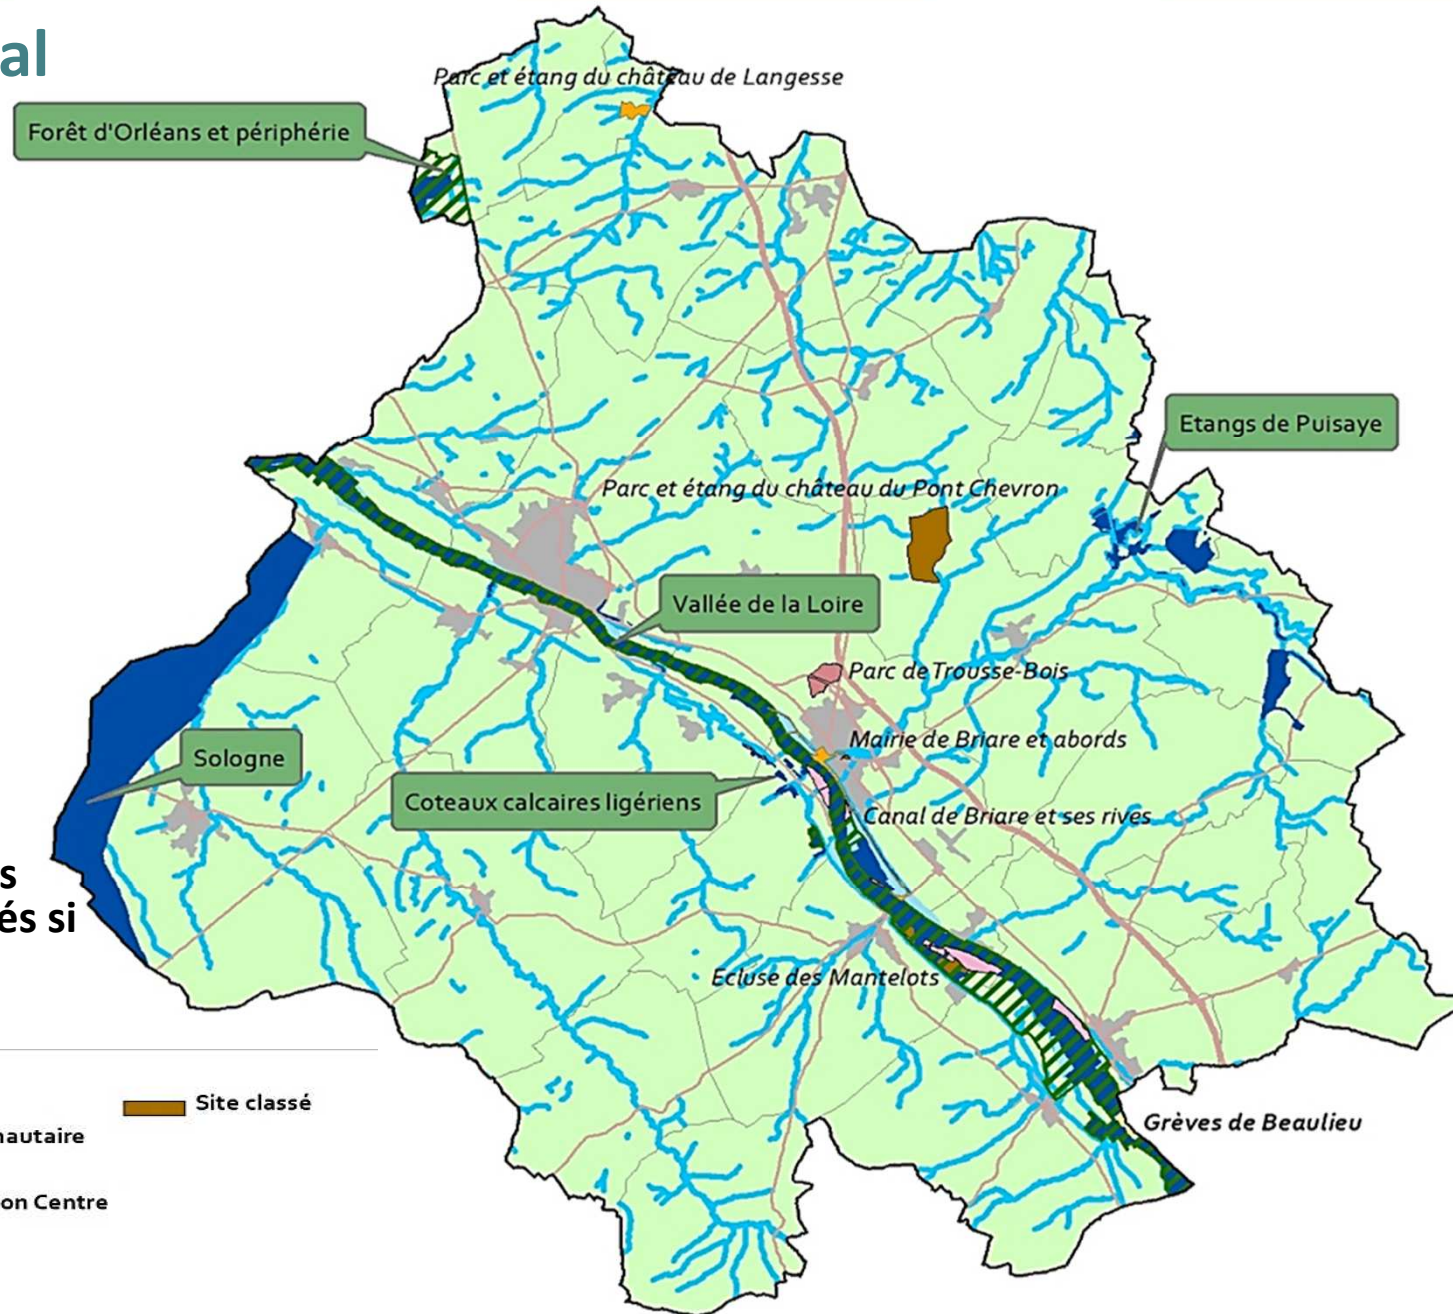 al
Parc et étang du château de Langesse
Forêt d'Orléans et périphérie
Etangs de Puisaye
Parc et étang du château du Pont Chevron
Vallée de la Loire
Parc de Trousse-Bois
Mairie de Briare et abords
Sologne
Coteaux calcaires ligériens
Canal de Briare et ses rives
s
és si
Ecluse des Mantelots
Site classé
nautaire
Grèves de Beaulieu
on Centre